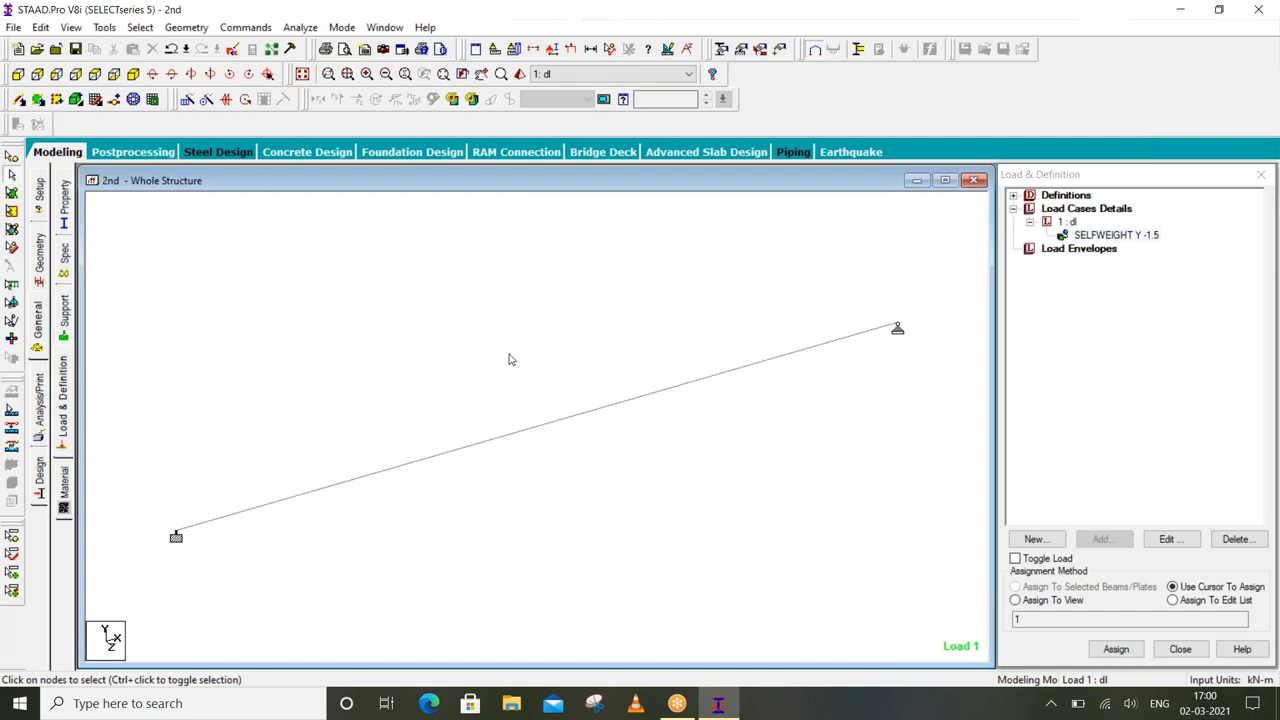 STAAD.Pro V8i (SELECTseries 5) - 2nd
File Edit View Tools Select Geometry Commands Analyze Mode Window Help
1: dl
Modeling Postprocessing Steel Design Concrete Design Foundation Design RAM Connection Bridge Deck Advanced Slab Design Piping Earthquake
Setup
Geometry
General
Analysis/Print
Design
Property
Spec
Support
Load & Definition
Material
2nd - Whole Structure
Y
X
Z
Load 1
Load & Definition
Definitions
Load Cases Details
1 : dl
SELFWEIGHT Y -1.5
Load Envelopes
New... Add... Edit ... Delete...
Toggle Load
Assignment Method
Assign To Selected Beams/Plates Use Cursor To Assign
Assign To View Assign To Edit List
1
Assign Close Help
Click on nodes to select (Ctrl+click to toggle selection) Modeling Mo Load 1 : dl Input Units: kN-m
Type here to search ENG 17:00
02-03-2021